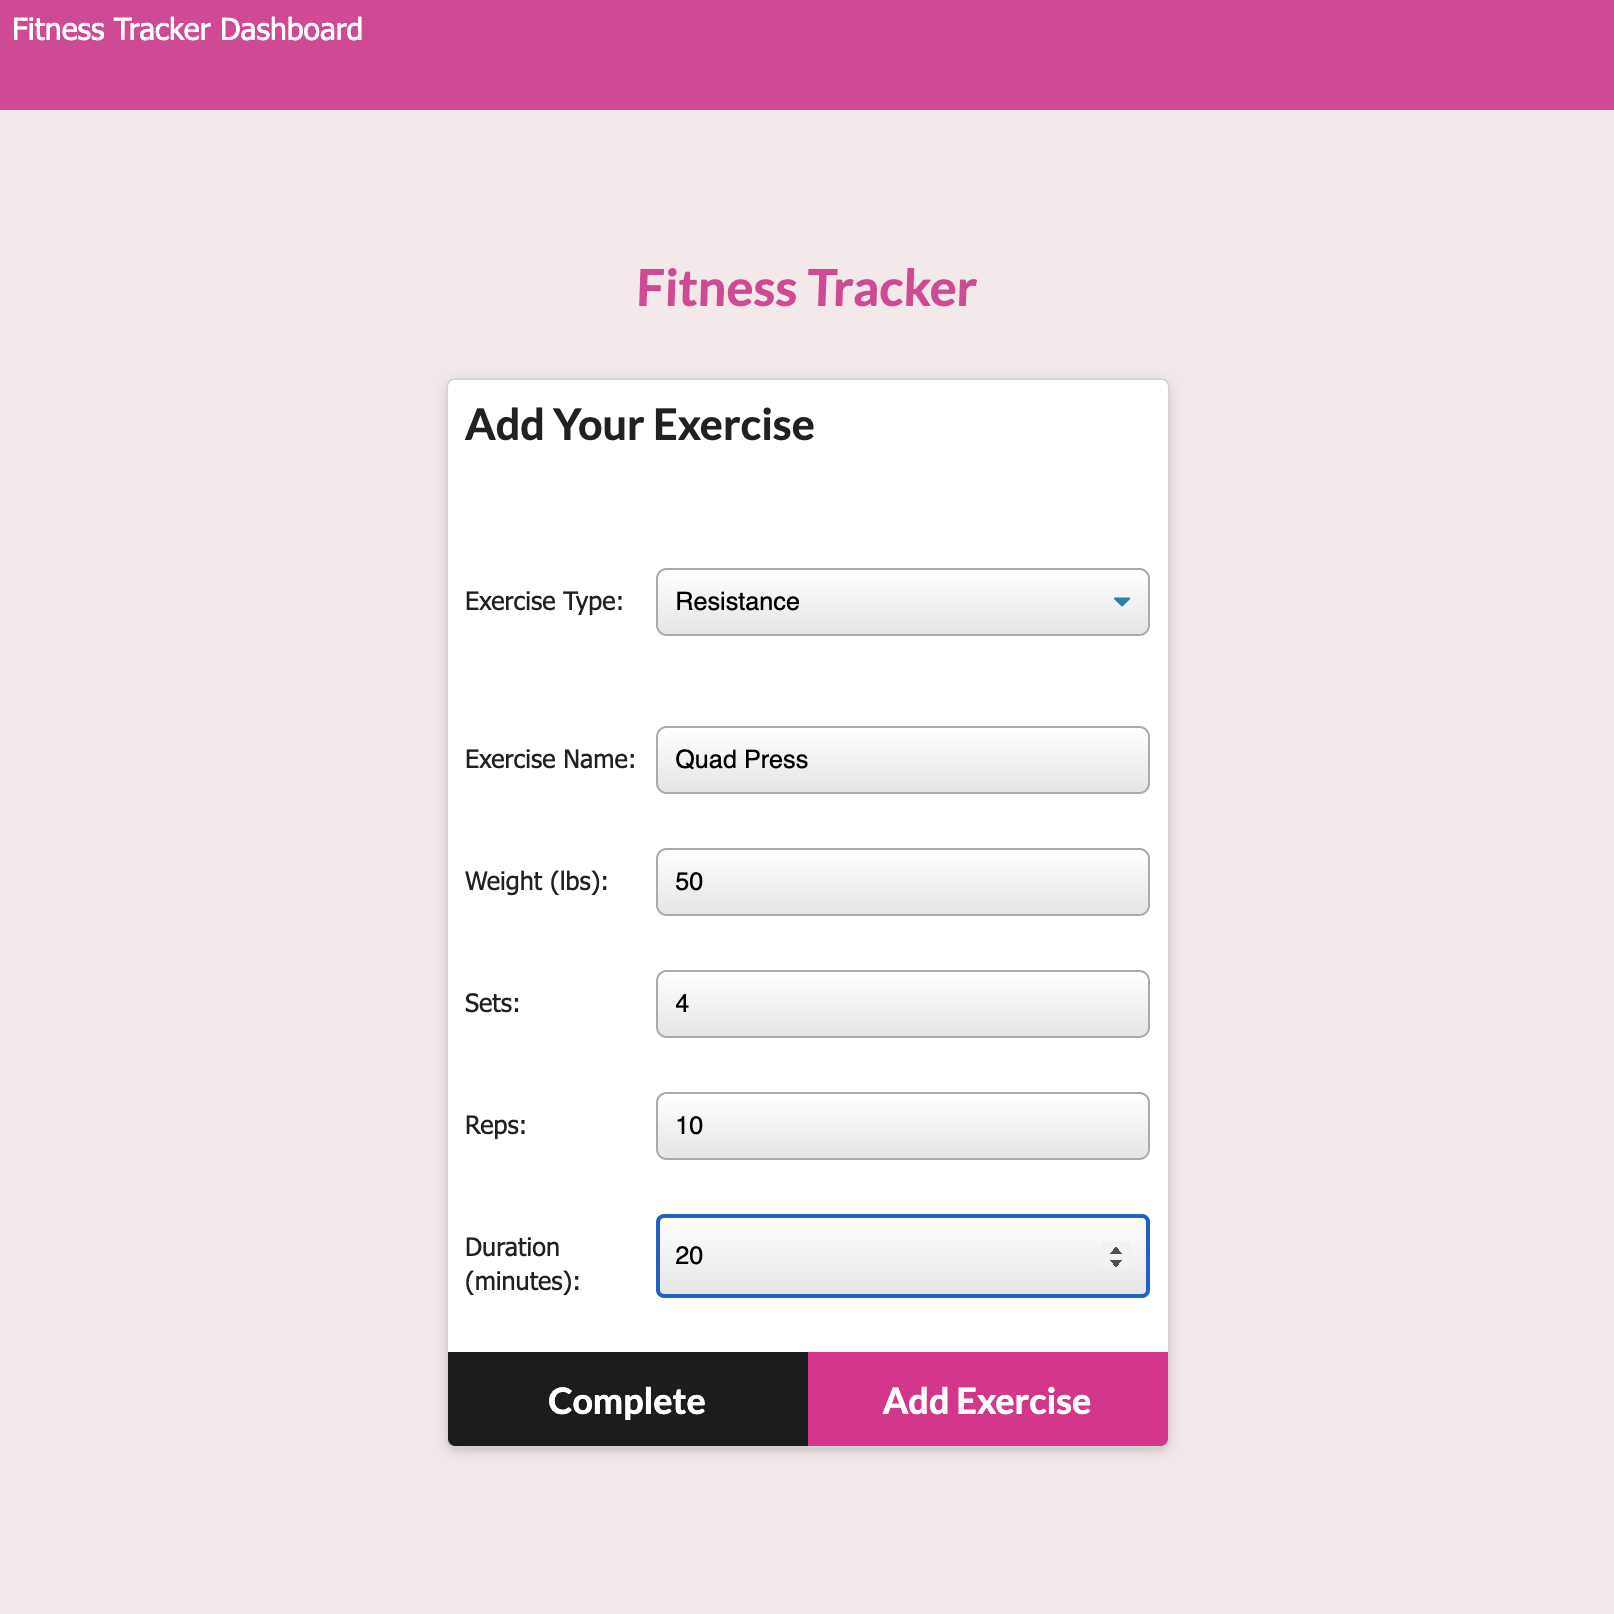 Fitness Tracker Dashboard
Fitness Tracker
Add Your Exercise
Exercise Type: Resistance
Exercise Name: Quad Press
Weight (lbs): 50
Sets: 4
Reps: 10
Duration (minutes): 20
Complete Add Exercise